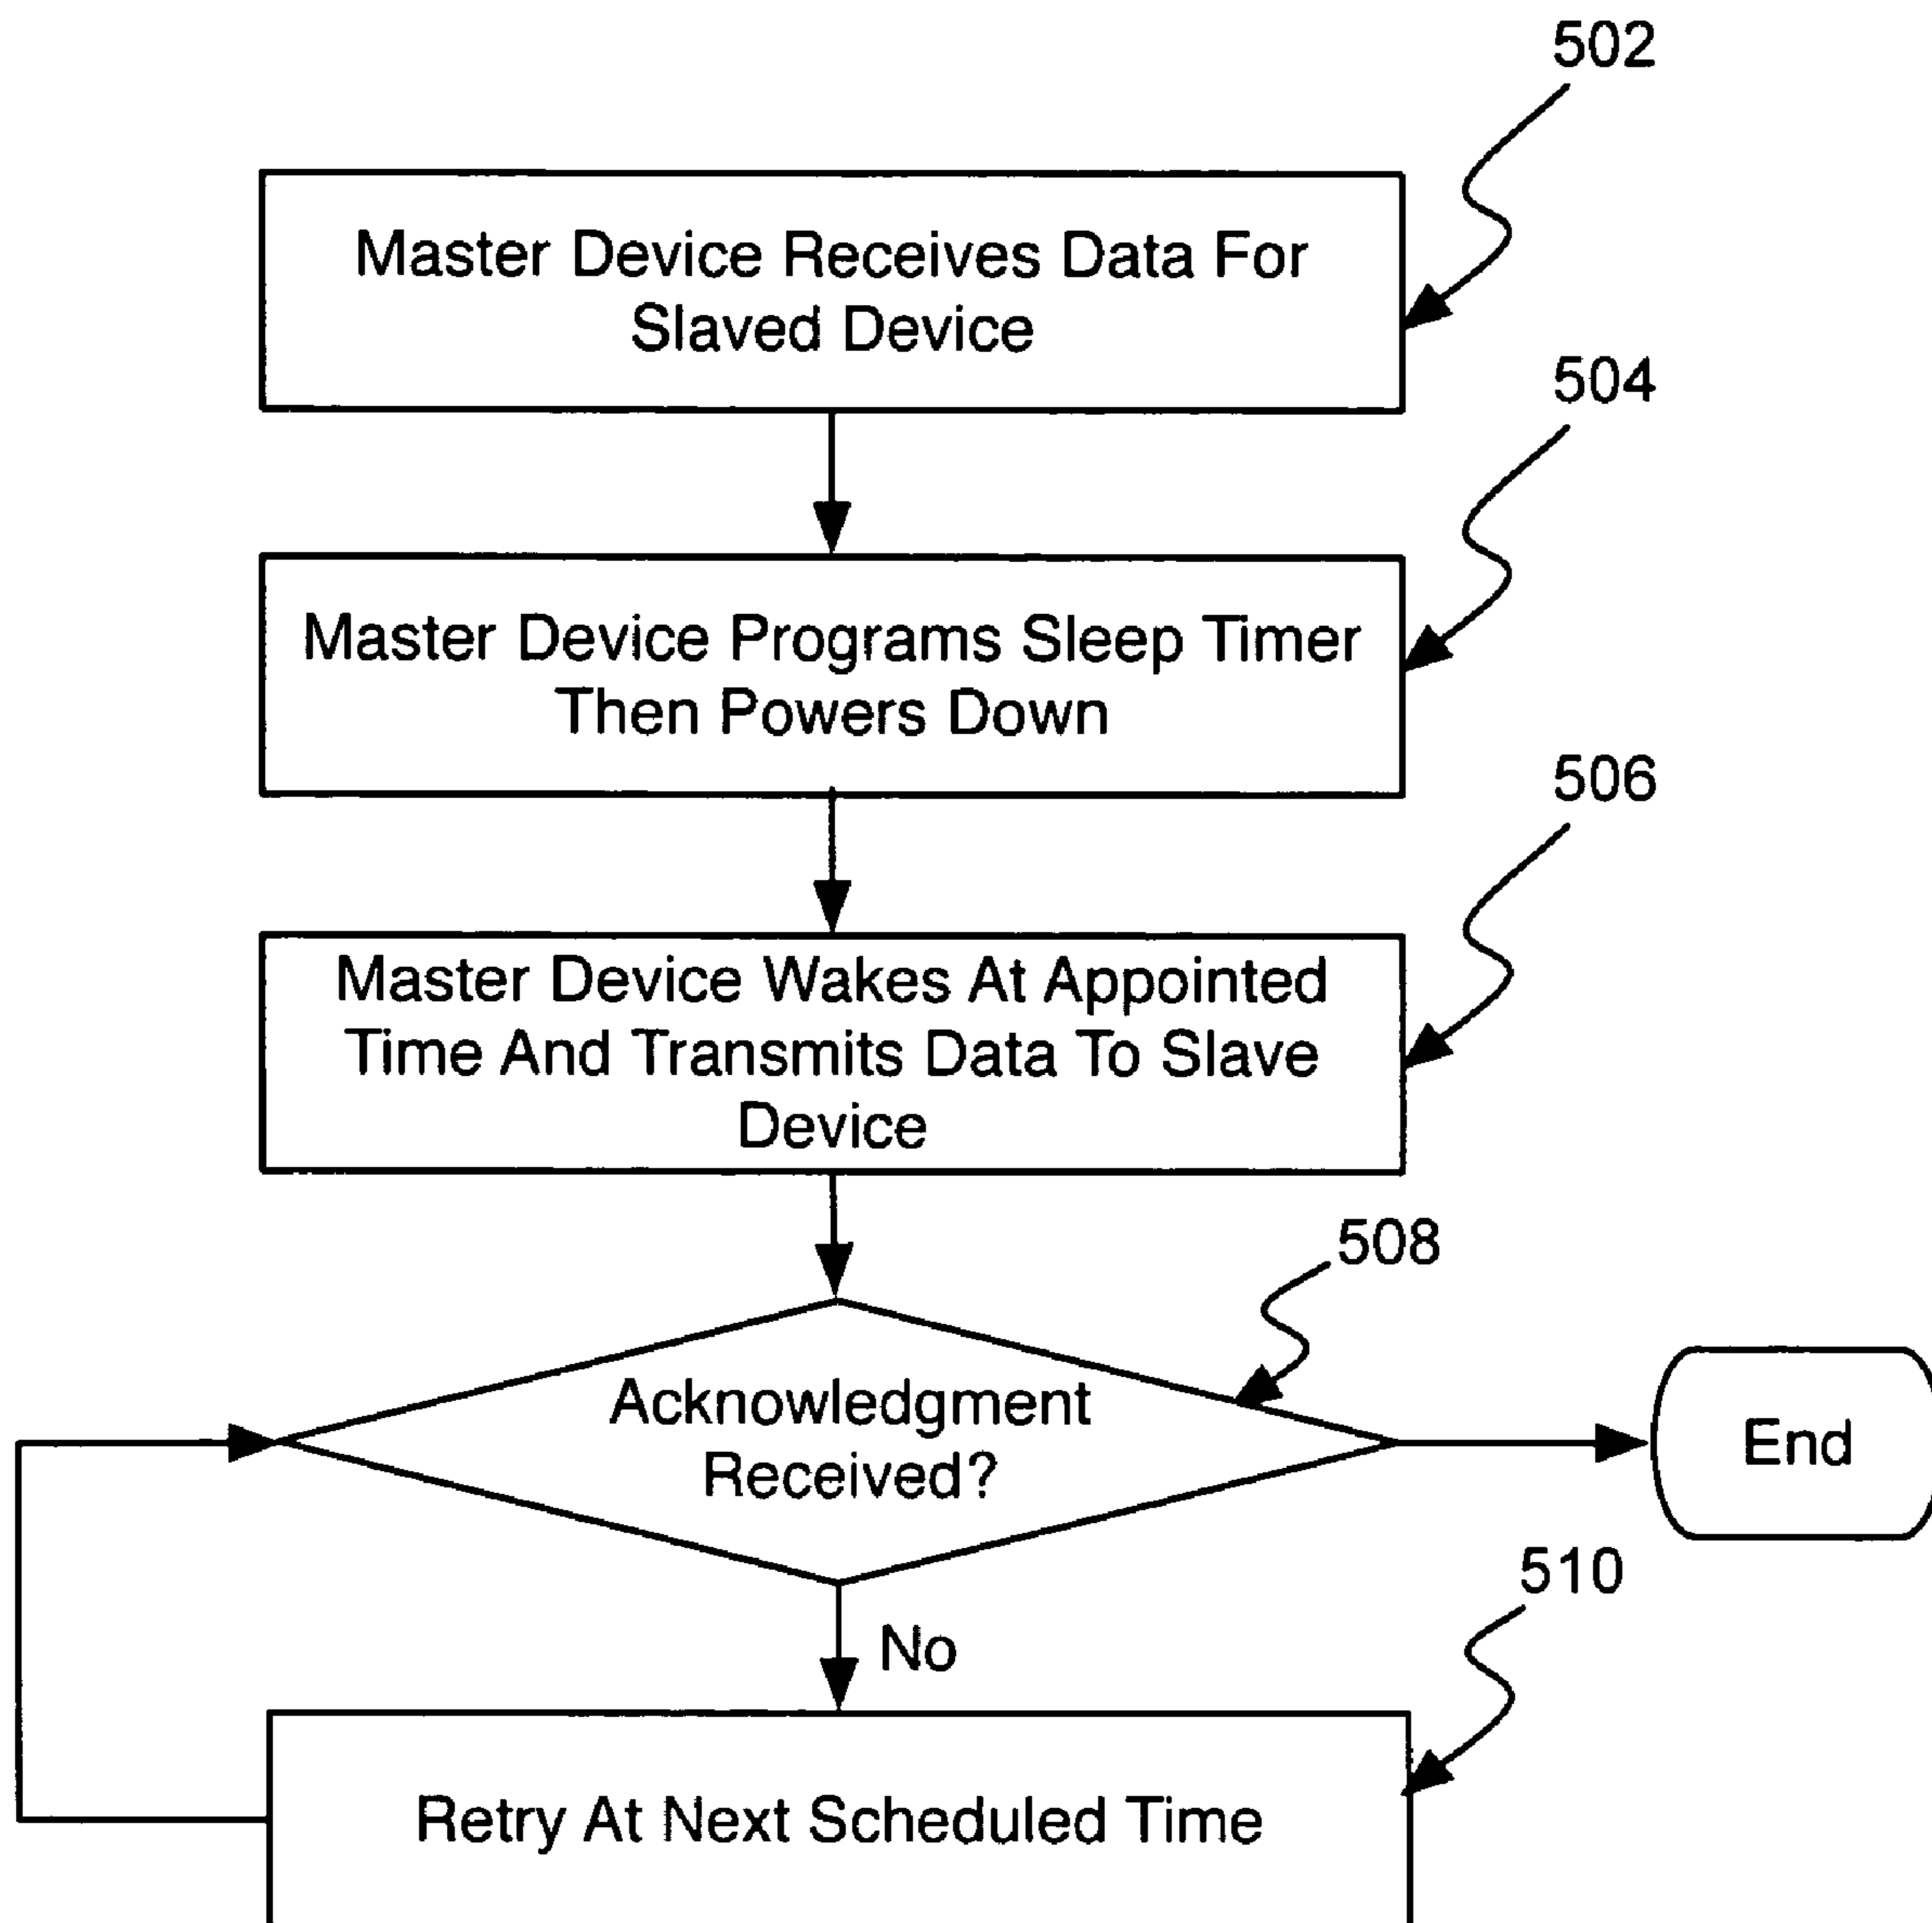 502
Master Device Receives Data For
Slaved Device
504
Master Device Programs Sleep Timer
Then Powers Down
506
Master Device Wakes At Appointed
Time And Transmits Data To Slave
Device
508
Acknowledgment
Received?
End
510
No
Retry At Next Scheduled Time